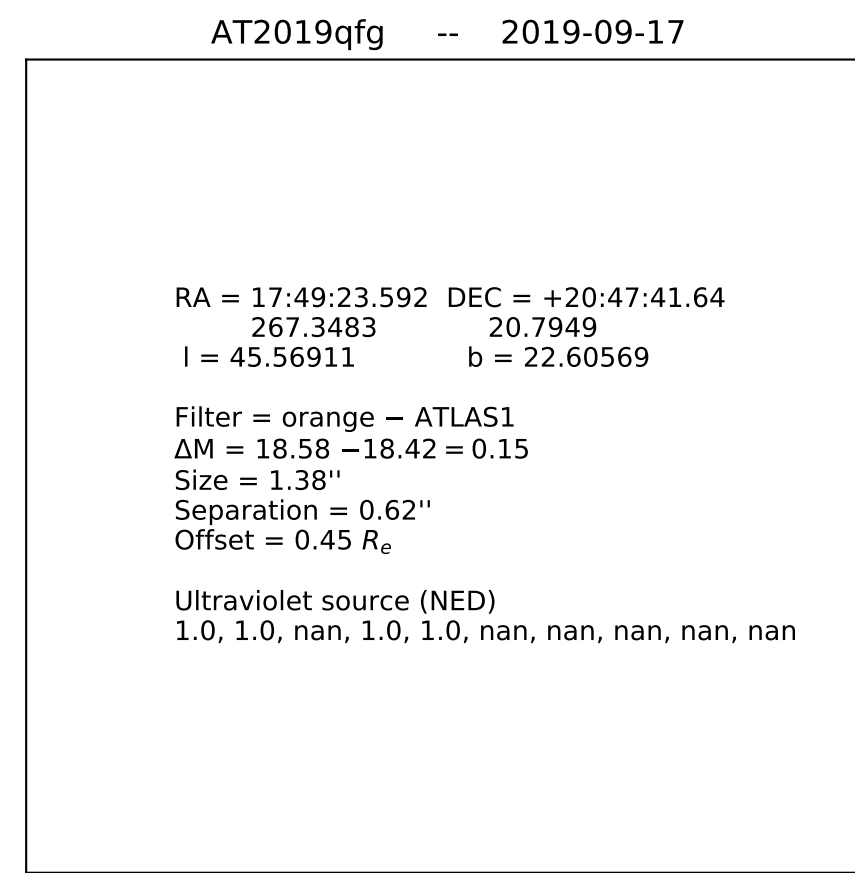 AT2019qfg -- 2019-09-17
RA = 17:49:23.592 DEC = +20:47:41.64
267.3483 20.7949
l = 45.56911 b = 22.60569
Filter = orange − ATLAS1
ΔM = 18.58 −18.42 = 0.15
Size = 1.38''
Separation = 0.62''
Offset = 0.45 Re
Ultraviolet source (NED)
1.0, 1.0, nan, 1.0, 1.0, nan, nan, nan, nan, nan